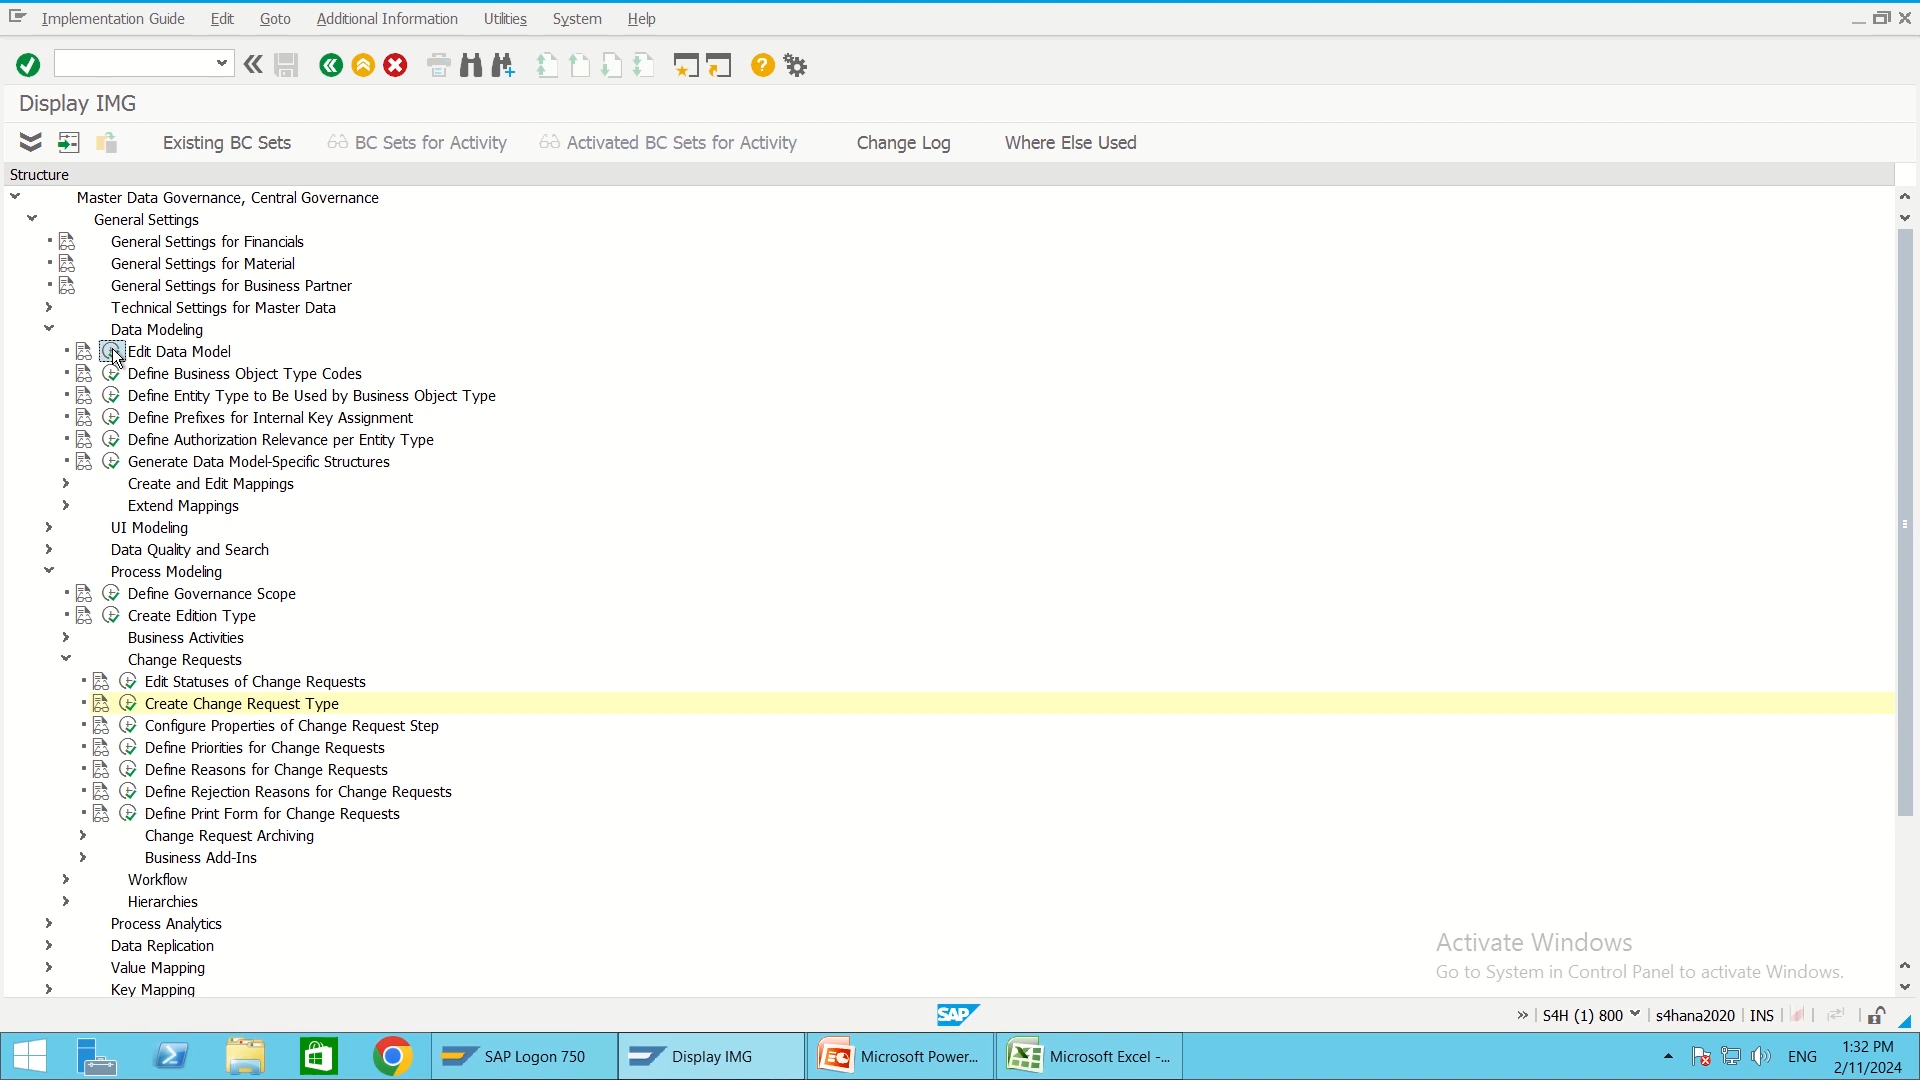 Implementation Guide Edit Goto Additional Information Utilities System Help
Display IMG
Existing BC Sets BC Sets for Activity Activated BC Sets for Activity Change Log Where Else Used
Structure
Master Data Governance, Central Governance
General Settings
General Settings for Financials
General Settings for Material
General Settings for Business Partner
Technical Settings for Master Data
Data Modeling
Edit Data Model
Define Business Object Type Codes
Define Entity Type to Be Used by Business Object Type
Define Prefixes for Internal Key Assignment
Define Authorization Relevance per Entity Type
Generate Data Model-Specific Structures
Create and Edit Mappings
Extend Mappings
UI Modeling
Data Quality and Search
Process Modeling
Define Governance Scope
Create Edition Type
Business Activities
Change Requests
Edit Statuses of Change Requests
Create Change Request Type
Configure Properties of Change Request Step
Define Priorities for Change Requests
Define Reasons for Change Requests
Define Rejection Reasons for Change Requests
Define Print Form for Change Requests
Change Request Archiving
Business Add-Ins
Workflow
Hierarchies
Process Analytics
Data Replication
Value Mapping
Key Mapping
Activate Windows
Go to System in Control Panel to activate Windows.
SAP S4H (1) 800 s4hana2020 INS
SAP Logon 750 Display IMG Microsoft Power... Microsoft Excel -... ENG 1:32 PM
2/11/2024